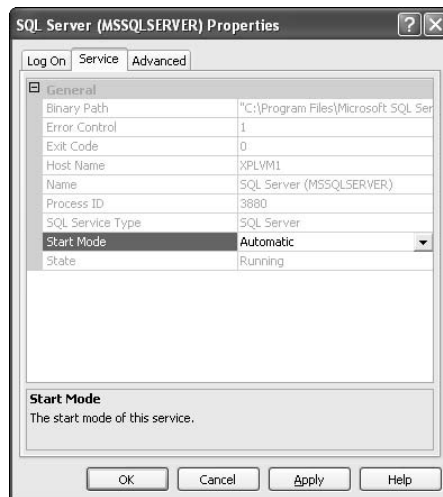 SQL Server (MSSQLSERVER) Properties
Log On Service Advanced
General
Binary Path "C:\Program Files\Microsoft SQL Ser
Error Control 1
Exit Code 0
Host Name XPLVM1
Name SQL Server (MSSQLSERVER)
Process ID 3880
SQL Service Type SQL Server
Start Mode Automatic
State Running
Start Mode
The start mode of this service.
OK Cancel Apply Help